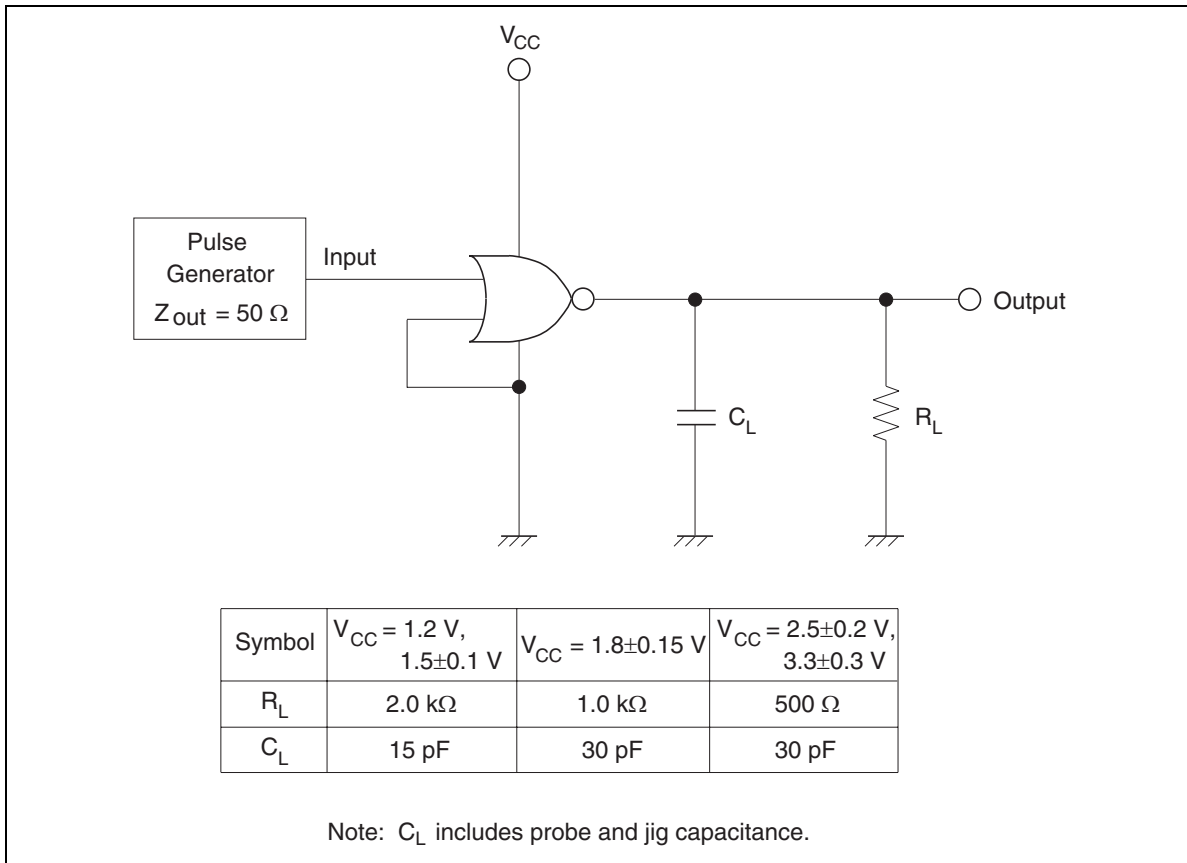 VCC
Pulse
Generator
Zout = 50 Ω
Input
Output
CL
RL
Symbol
VCC = 1.2 V,
1.5±0.1 V
VCC = 1.8±0.15 V
VCC = 2.5±0.2 V,
3.3±0.3 V
RL
2.0 kΩ
1.0 kΩ
500 Ω
CL
15 pF
30 pF
30 pF
Note: CL includes probe and jig capacitance.